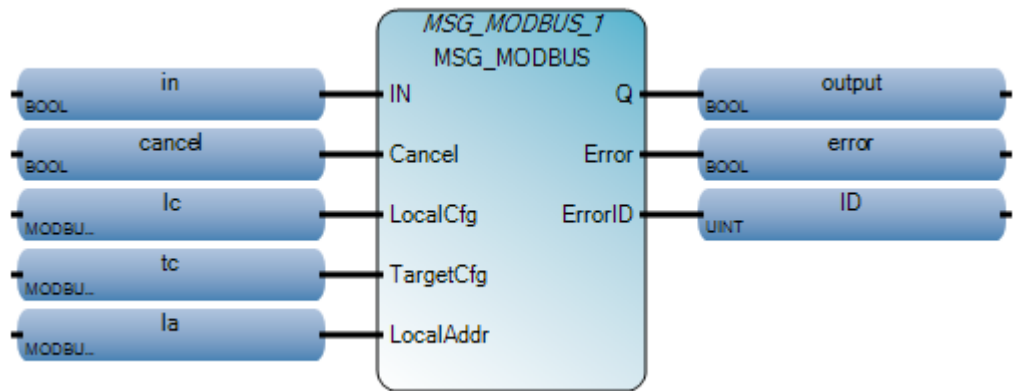 MSG_MODBUS_1
MSG_MODBUS
in
BOOL
IN
Q
output
BOOL
cancel
BOOL
Cancel
Error
error
BOOL
lc
MODBU...
LocalCfg
ErrorID
ID
UINT
tc
MODBU...
TargetCfg
la
MODBU...
LocalAddr